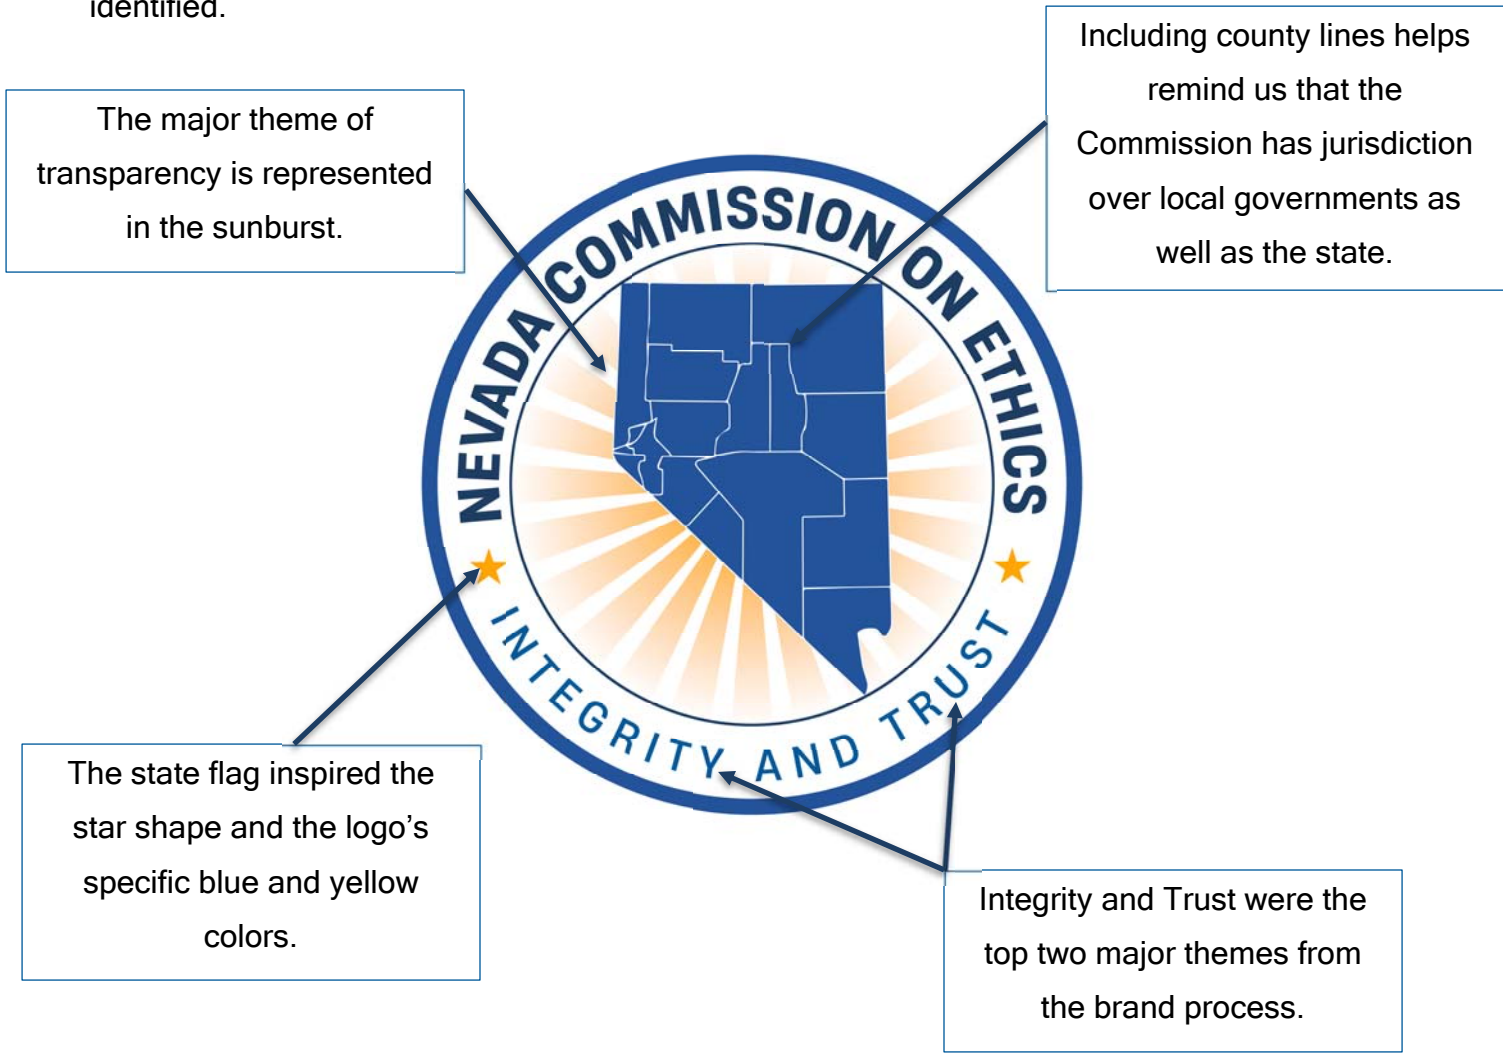 identified.
Including county lines helps
remind us that the
Commission has jurisdiction
over local governments as
well as the state.
The major theme of
transparency is represented
in the sunburst.
NEVADA COMMISSION ON ETHICS
INTEGRITY AND TRUST
The state flag inspired the
star shape and the logo’s
specific blue and yellow
colors.
Integrity and Trust were the
top two major themes from
the brand process.